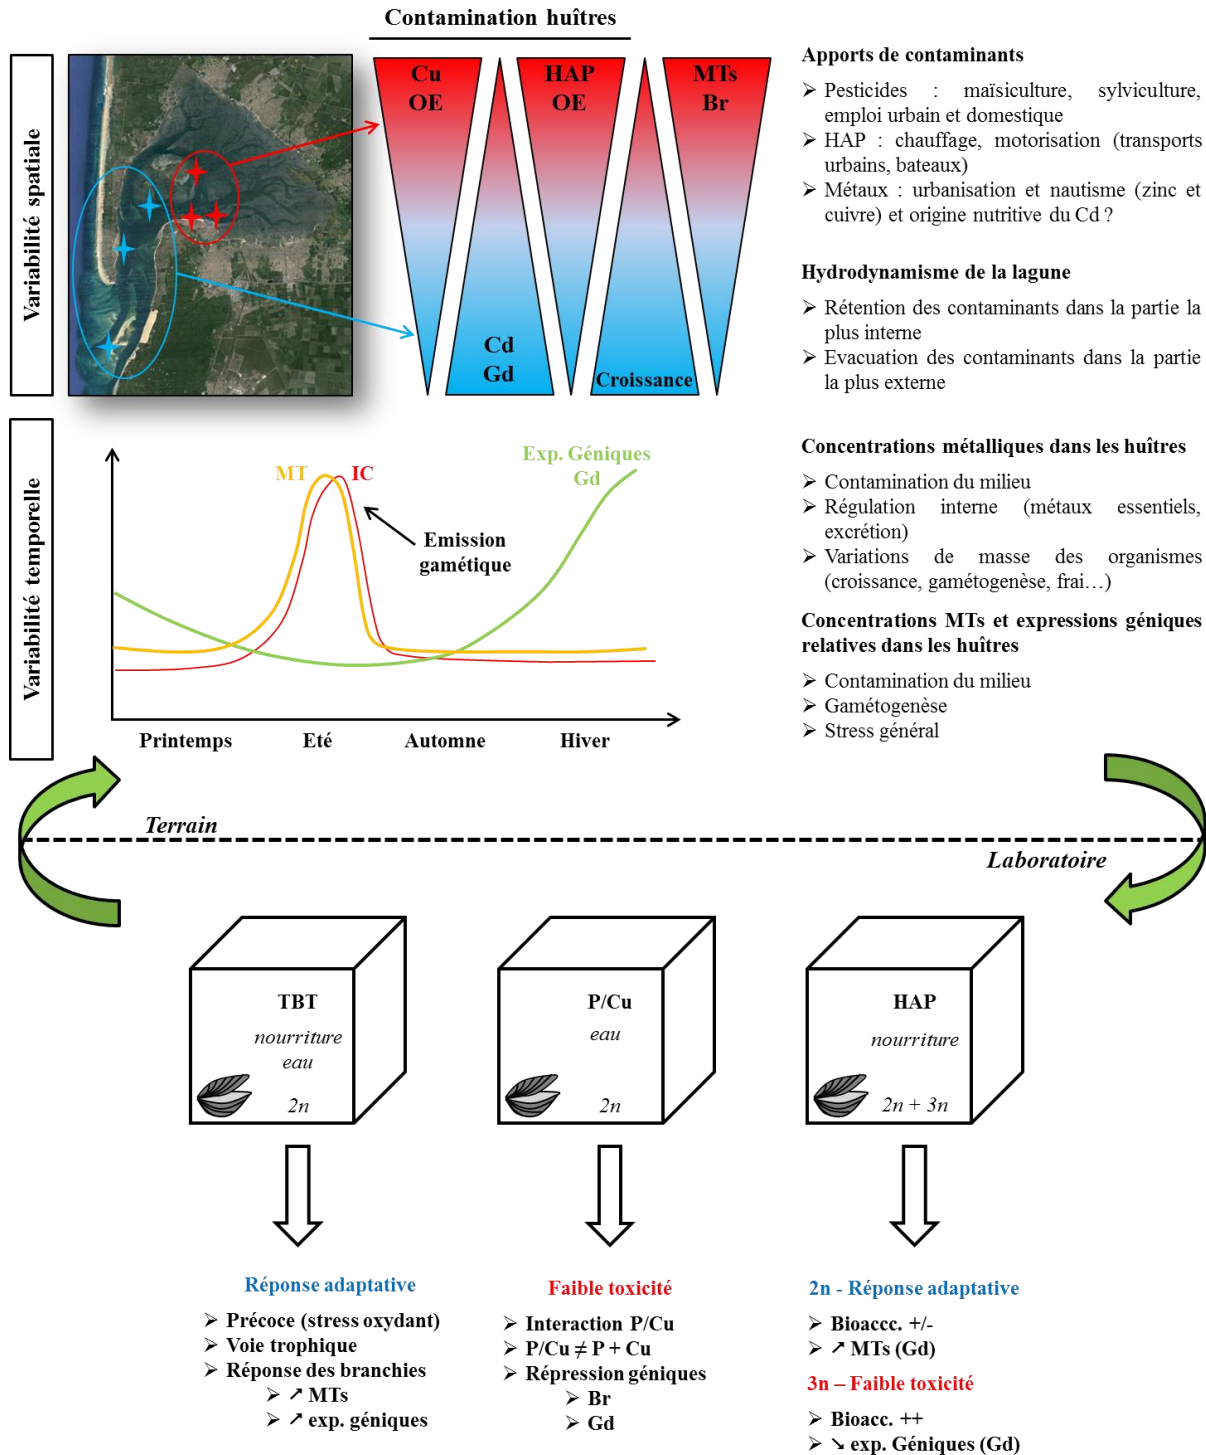 Contamination huîtres
Variabilité spatiale
Cu
OE
HAP
OE
MTs
Br
Cd
Gd
Croissance
Apports de contaminants
➢ Pesticides : maïsiculture, sylviculture,
emploi urbain et domestique
➢ HAP : chauffage, motorisation (transports
urbains, bateaux)
➢ Métaux : urbanisation et nautisme (zinc et
cuivre) et origine nutritive du Cd ?
Hydrodynamisme de la lagune
➢ Rétention des contaminants dans la partie la
plus interne
➢ Evacuation des contaminants dans la partie
la plus externe
Variabilité temporelle
MT
IC
Exp. Géniques
Gd
Emission
gamétique
Printemps
Eté
Automne
Hiver
Concentrations métalliques dans les huîtres
➢ Contamination du milieu
➢ Régulation interne (métaux essentiels,
excrétion)
➢ Variations de masse des organismes
(croissance, gamétogenèse, frai…)
Concentrations MTs et expressions géniques
relatives dans les huîtres
➢ Contamination du milieu
➢ Gamétogenèse
➢ Stress général
Terrain
Laboratoire
TBT
nourriture
eau
2n
P/Cu
eau
2n
HAP
nourriture
2n + 3n
Réponse adaptative
➢ Précoce (stress oxydant)
➢ Voie trophique
➢ Réponse des branchies
➢ ↗ MTs
➢ ↗ exp. géniques
Faible toxicité
➢ Interaction P/Cu
➢ P/Cu ≠ P + Cu
➢ Répression géniques
➢ Br
➢ Gd
2n - Réponse adaptative
➢ Bioaccc. +/-
➢ ↗ MTs (Gd)
3n – Faible toxicité
➢ Bioacc. ++
➢ ↘ exp. Géniques (Gd)